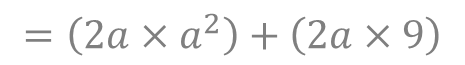 = (2a × a²) + (2a × 9)